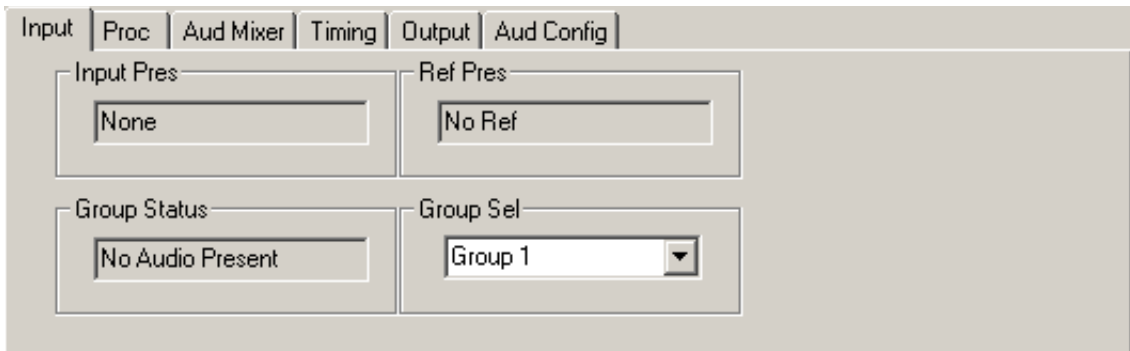 Input Proc Aud Mixer Timing Output Aud Config
Input Pres Ref Pres
None No Ref
Group Status Group Sel
No Audio Present Group 1